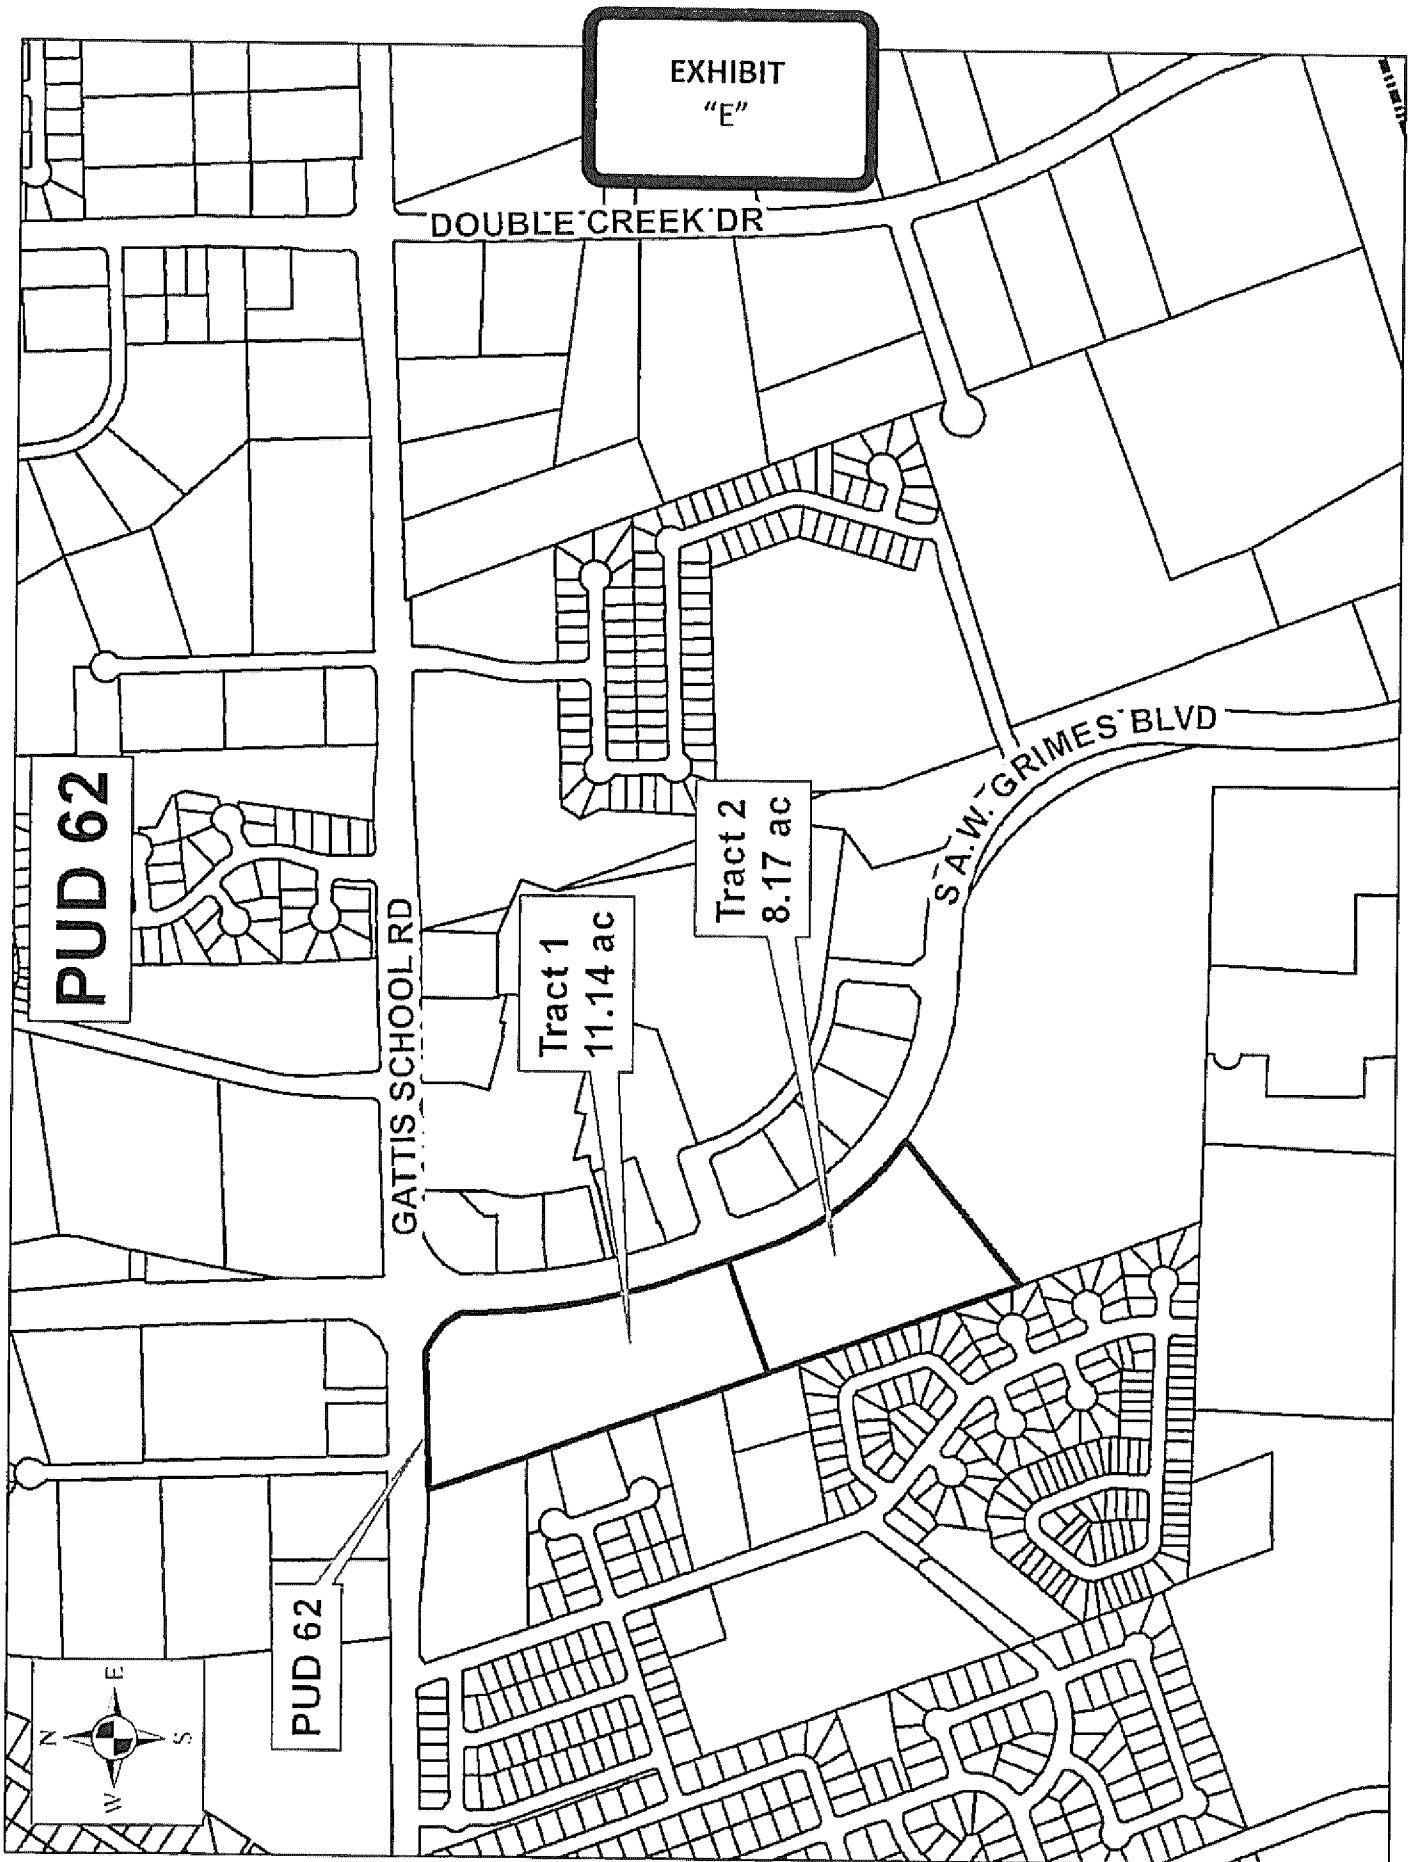 EXHIBIT
"E"
DOUBLE CREEK DR
PUD 62
GATTIS SCHOOL RD
Tract 1
11.14 ac
Tract 2
8.17 ac
S A.W. GRIMES BLVD
PUD 62
N
E
S
W